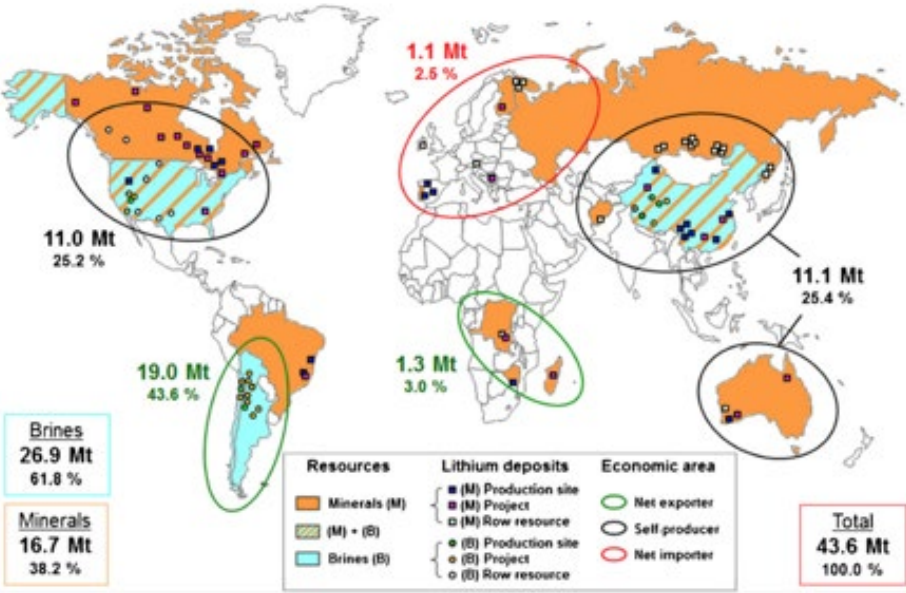 1.1 Mt
2.5 %
11.0 Mt
25.2 %
11.1 Mt
25.4 %
19.0 Mt
43.6 %
1.3 Mt
3.0 %
Brines
26.9 Mt
61.8 %
Minerals
16.7 Mt
38.2 %
Resources
Minerals (M)
(M) + (B)
Brines (B)
Lithium deposits
(M) Production site
(M) Project
(M) Row resource
(B) Production site
(B) Project
(B) Row resource
Economic area
Net exporter
Self-producer
Net importer
Total
43.6 Mt
100.0 %